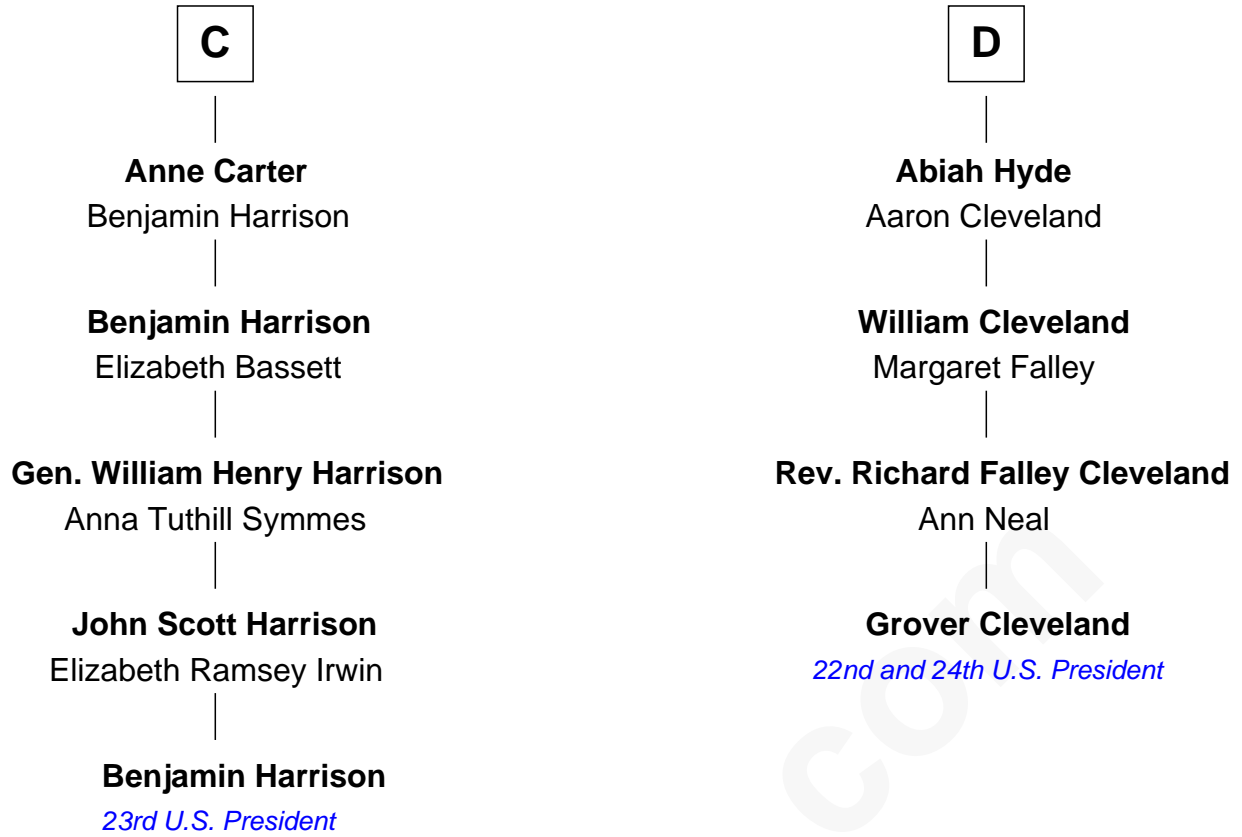 C
Anne Carter
Benjamin Harrison
Benjamin Harrison
Elizabeth Bassett
Gen. William Henry Harrison
Anna Tuthill Symmes
John Scott Harrison
Elizabeth Ramsey Irwin
Benjamin Harrison
23rd U.S. President
D
Abiah Hyde
Aaron Cleveland
William Cleveland
Margaret Falley
Rev. Richard Falley Cleveland
Ann Neal
Grover Cleveland
22nd and 24th U.S. President
com